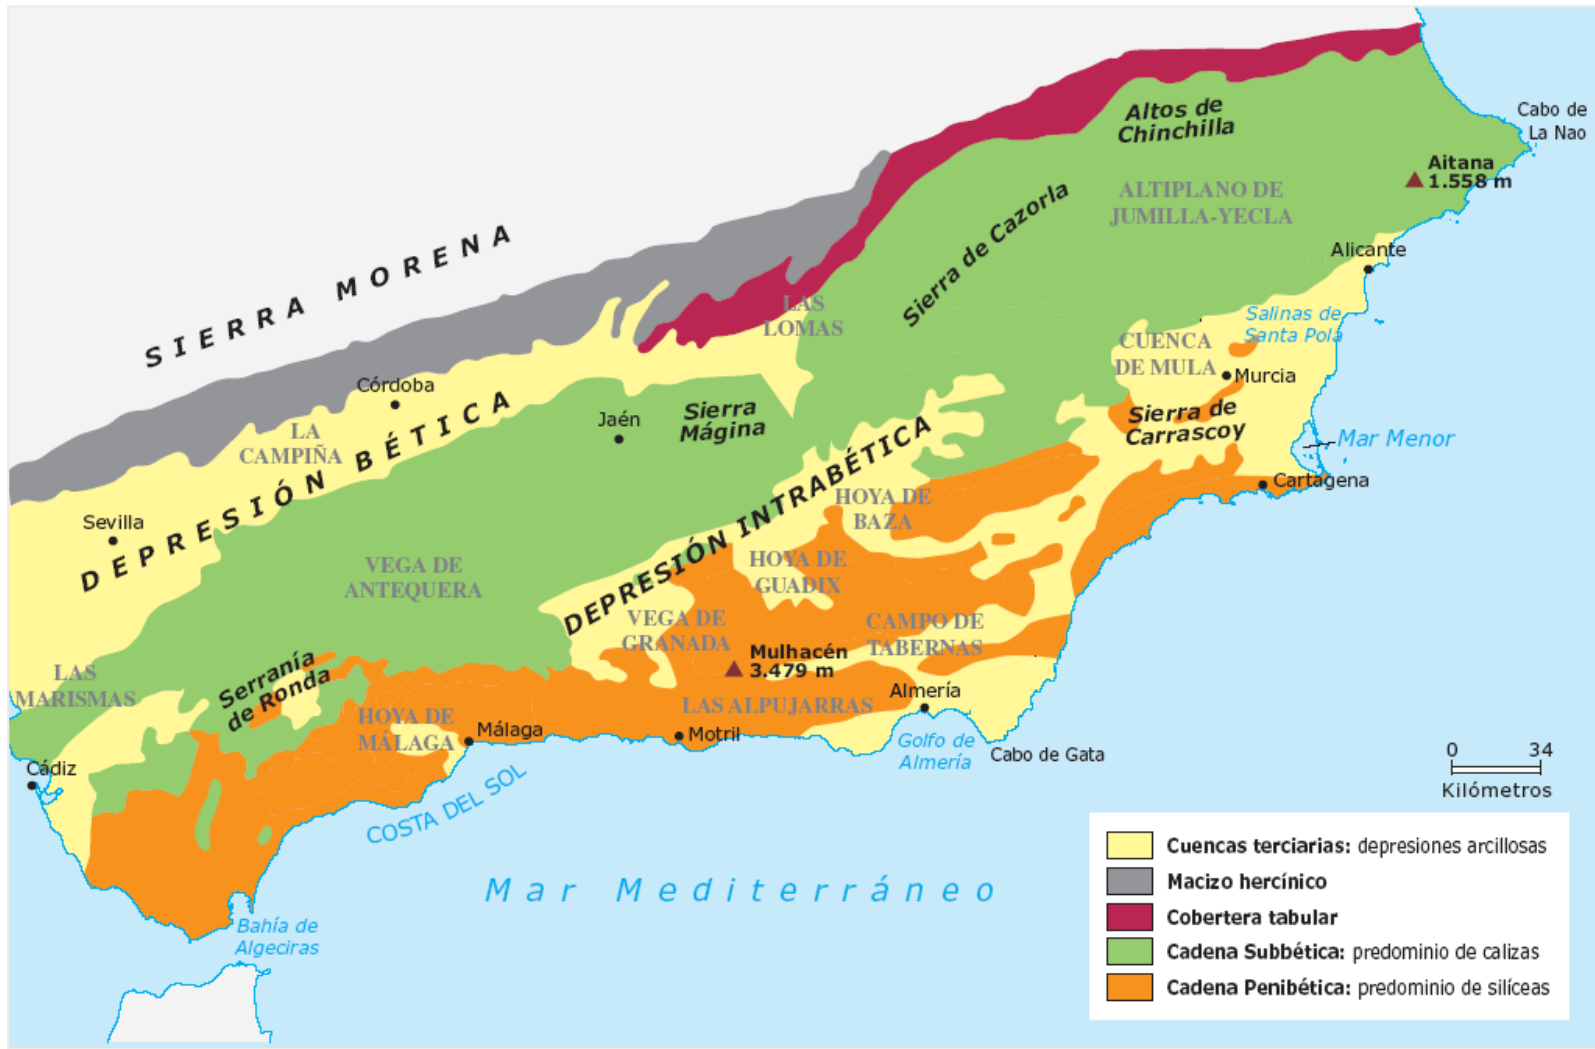 Cabo de
La Nao
Altos de
Chinchilla
Aitana
1.558 m
ALTIPLANO DE
JUMILLA-YECLA
Sierra de Cazorla
SIERRA MORENA
Alicante
LAS
LOMAS
Salinas de
Santa Pola
CUENCA
DE MULA
Murcia
Córdoba
Jaén
Sierra
Mágina
Sierra de
Carrascoy
Mar Menor
LA
CAMPIÑA
DEPRESIÓN BÉTICA
DEPRESIÓN INTRABÉTICA
Cartagena
HOYA DE
BAZA
Sevilla
VEGA DE
ANTEQUERA
HOYA DE
GUADIX
VEGA DE
GRANADA
CAMPO DE
TABERNAS
Mulhacén
3.479 m
LAS
MARISMAS
Serranía
de Ronda
Almería
LAS ALPUJARRAS
HOYA DE
MÁLAGA
Málaga
Motril
Golfo de
Almería
Cabo de Gata
Cádiz
COSTA DEL SOL
0 34
Kilómetros
Mar Mediterráneo
Bahía de
Algeciras
Cuencas terciarias: depresiones arcillosas
Macizo hercínico
Cobertera tabular
Cadena Subbética: predominio de calizas
Cadena Penibética: predominio de silíceas